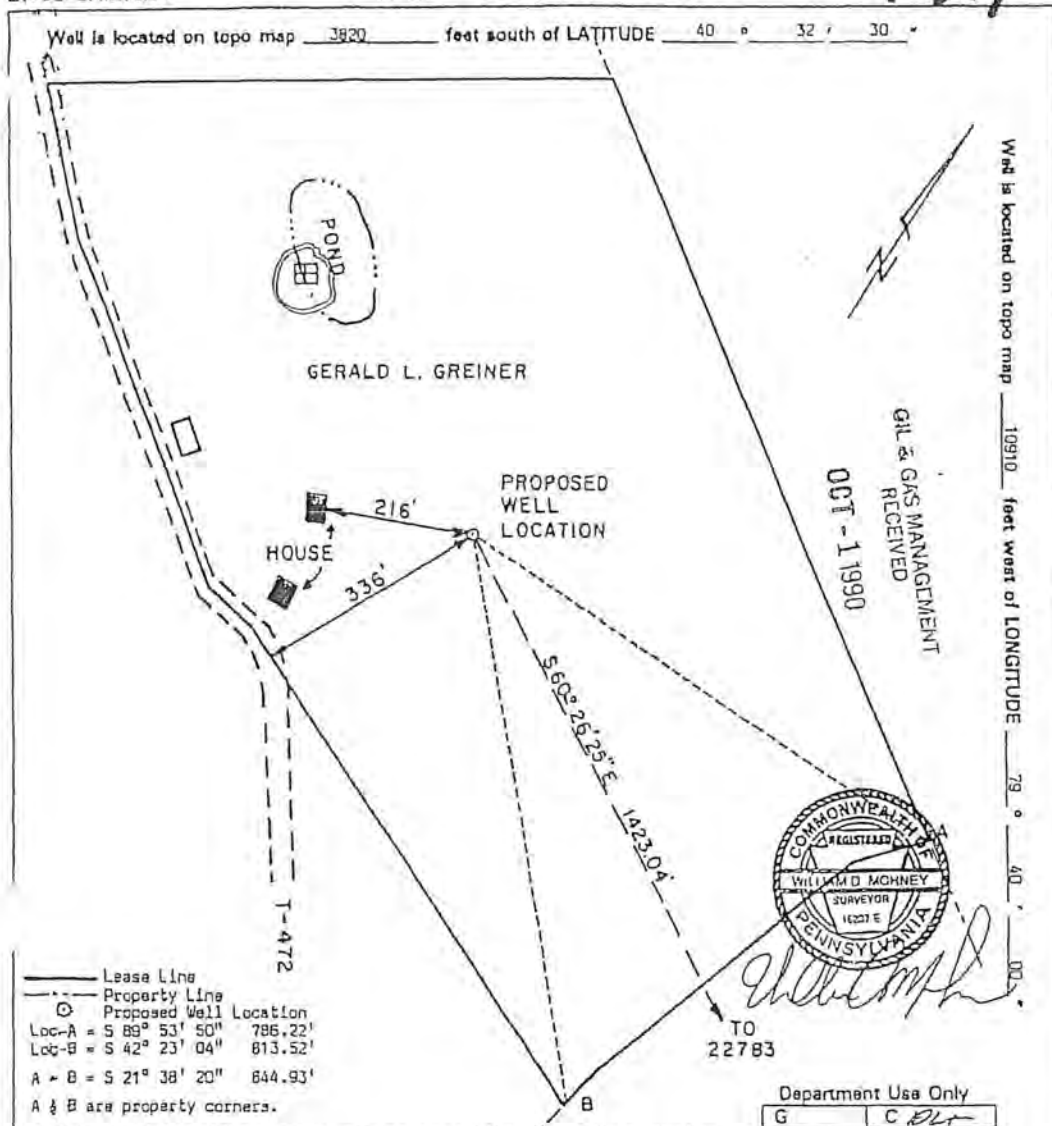 Well is located on topo map 3820 feet south of LATITUDE 40 ° 32 ' 30 "
Well is located on topo map 10910 feet west of LONGITUDE 79 ° 40 ' 00 "
POND
GERALD L. GREINER
OIL & GAS MANAGEMENT
RECEIVED
OCT - 1 1990
PROPOSED
WELL
LOCATION
216'
HOUSE
336'
S 60° 26' 25" E 1423.04'
T-472
COMMONWEALTH OF
REGISTERED
WILLIAM D MOHNEY
SURVEYOR
PENNSYLVANIA
A
TO
22783
B
Lease Line
Property Line
Proposed Well Location
Loc-A = S 89° 53' 50" 786.22'
Loc-B = S 42° 23' 04" 613.52'
A - B = S 21° 38' 20" 644.93'
A & B are property corners.
Department Use Only
G
C